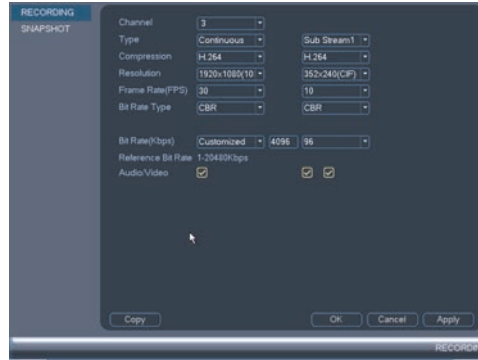 RECORDING
SNAPSHOT
Channel 3
Type Continuous Sub Stream1
Compression H.264 H.264
Resolution 1920x1080(10 352x240(CIF)
Frame Rate(FPS) 30 10
Bit Rate Type CBR CBR
Bit Rate(Kbps) Customized 4096 96
Reference Bit Rate 1-20480Kbps
Audio/Video
Copy OK Cancel Apply
RECORDI